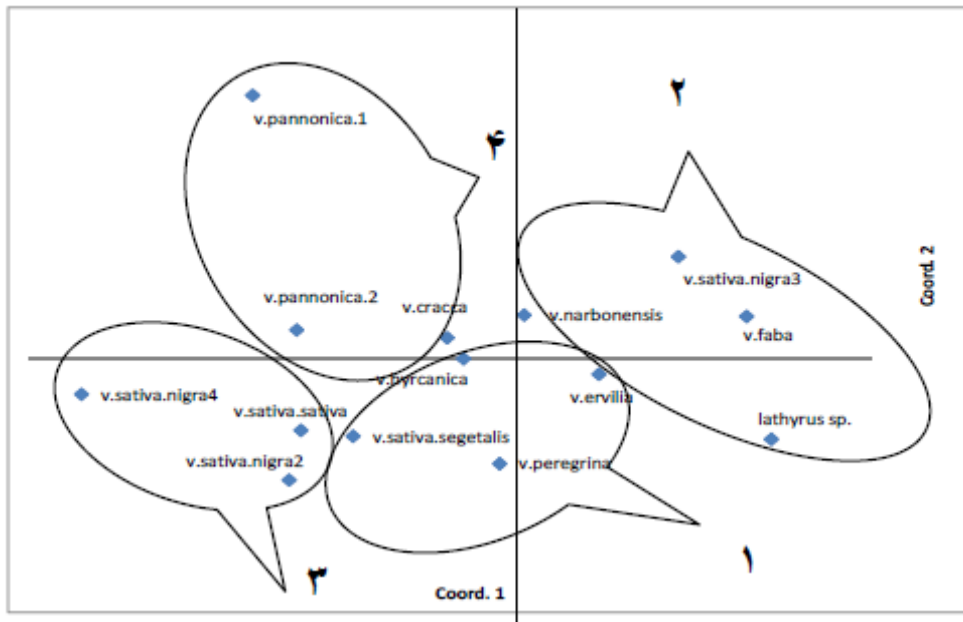 v.pannonica.1
۲
۴
v.sativa.nigra3
Coord. 2
v.pannonica.2
v.cracca
v.narbonensis
v.faba
v.hyrcanica
v.ervilia
v.sativa.nigra4
v.sativa.sativa
lathyrus sp.
v.sativa.segetalis
v.sativa.nigra2
v.peregrina
۱
۳
Coord. 1